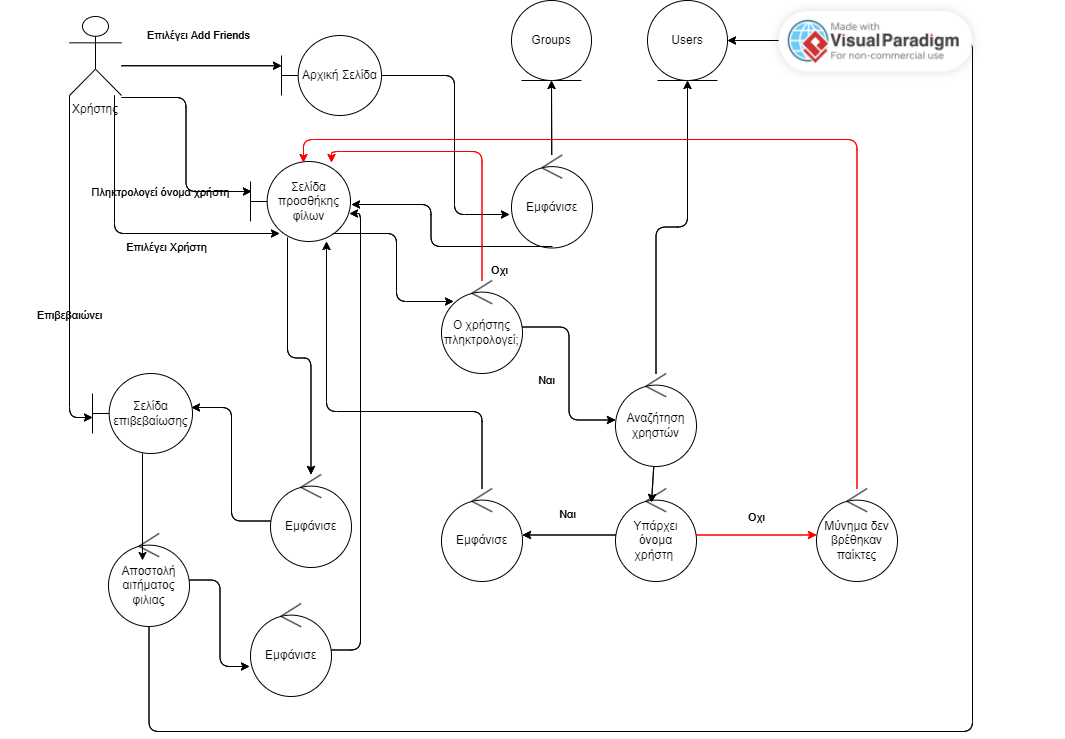 Επιλέγει Add Friends
Groups
Users
Made with
VisualParadigm
For non-commercial use
Αρχική Σελίδα
Χρήστης
Πληκτρολογεί όνομα χρήστη
Σελίδα
προσθήκης
φίλων
Εμφάνισε
Επιλέγει Χρήστη
Οχι
Επιβεβαιώνει
Ο χρήστης
πληκτρολογεί;
Ναι
Σελίδα
επιβεβαίωσης
Αναζήτηση
χρηστών
Εμφάνισε
Εμφάνισε
Ναι
Υπάρχει
όνομα
χρήστη
Οχι
Μύνημα δεν
βρέθηκαν
παίκτες
Αποστολή
αιτήματος
φιλιας
Εμφάνισε